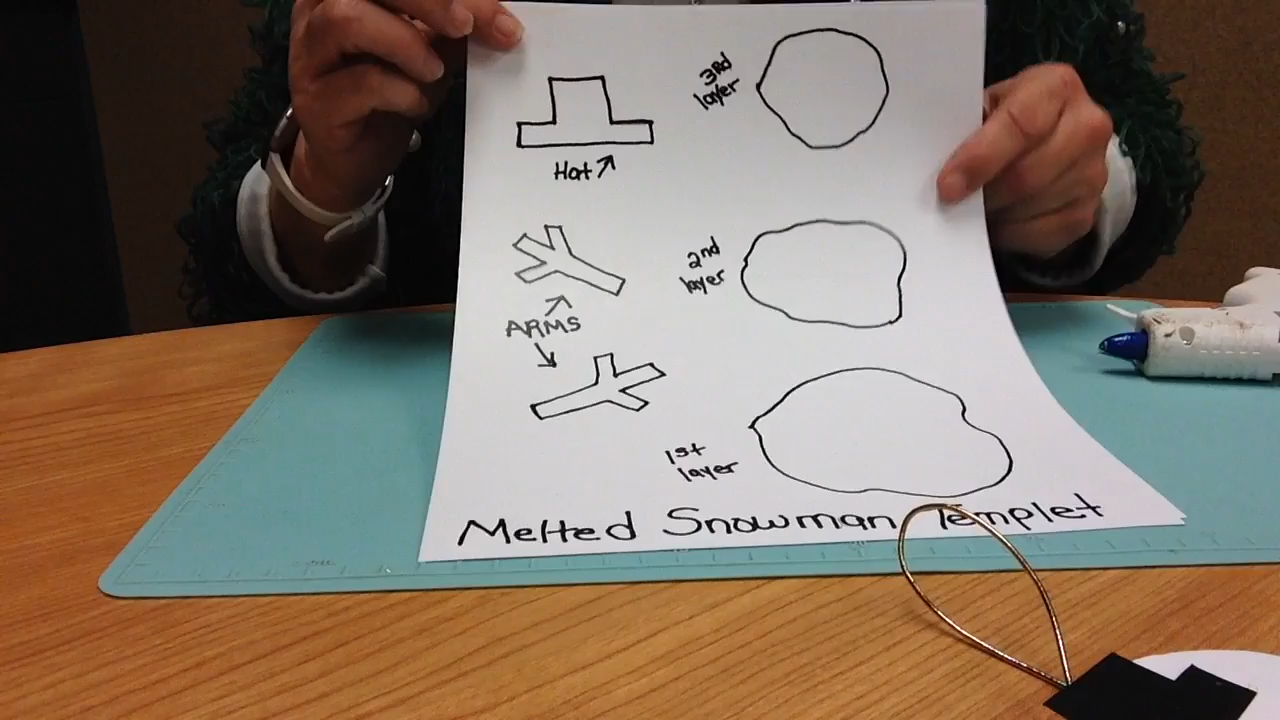 3Rd
layer
Hat
2nd
layer
ARMS
1st
layer
Melted Snowman Templet